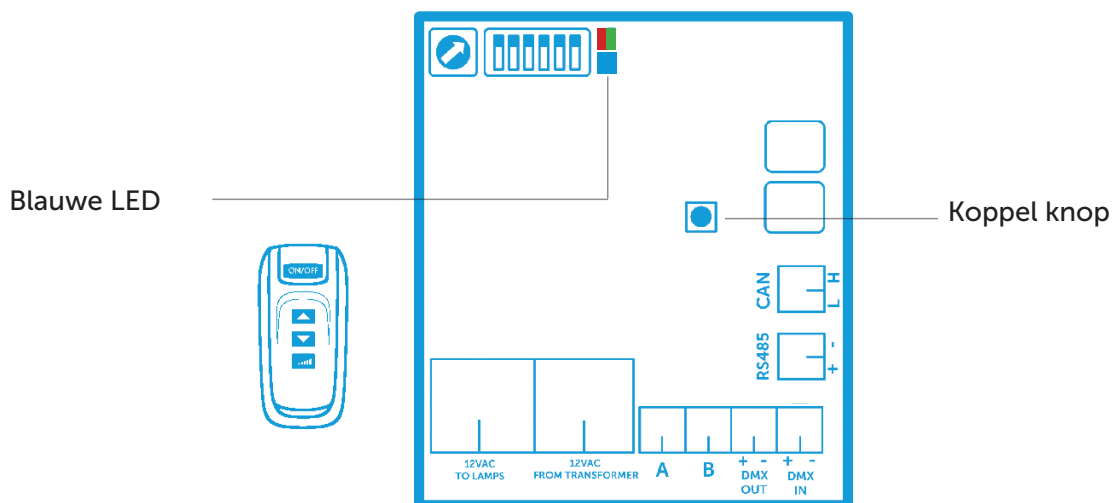 Blauwe LED
Koppel knop
ON/OFF
CAN
H
L
RS485
-
+
12VAC
TO LAMPS
12VAC
FROM TRANSFORMER
A
B
+ -
DMX
OUT
+ -
DMX
IN